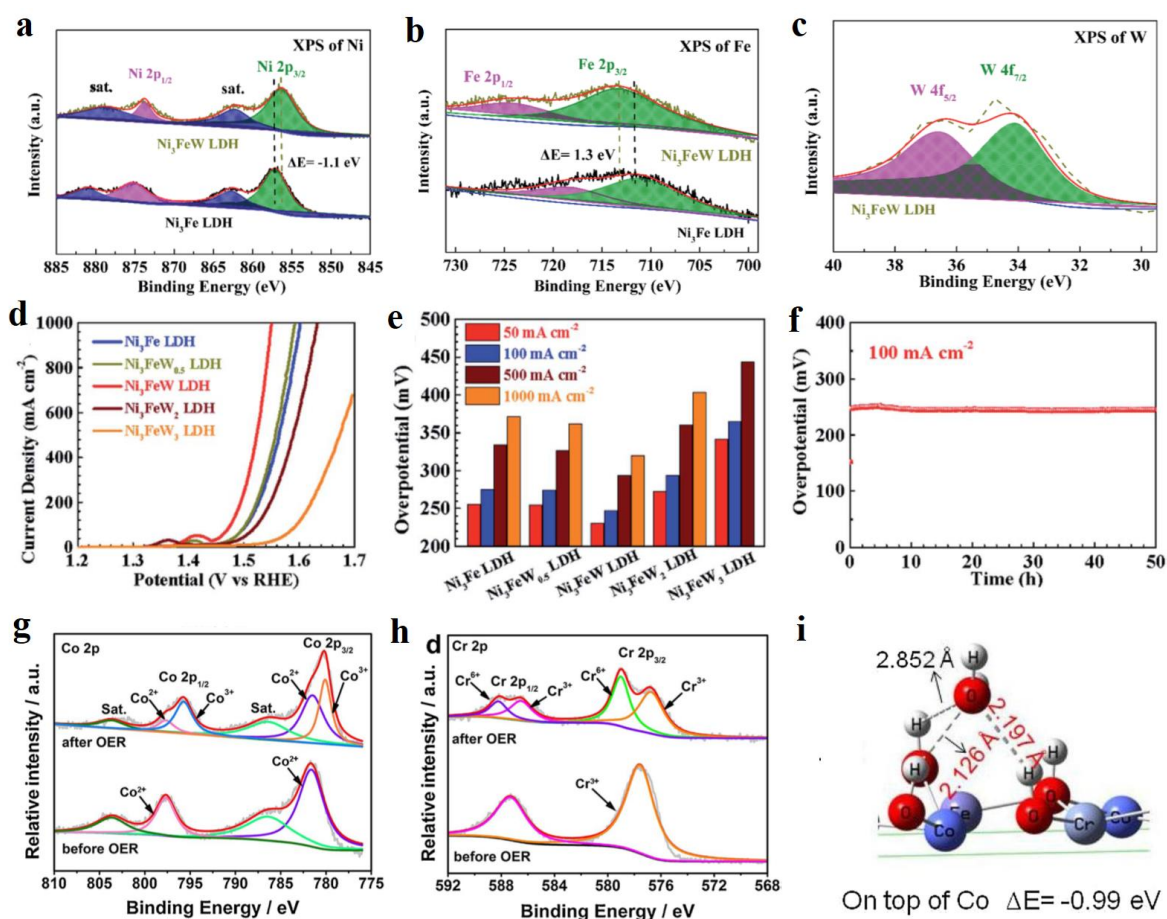 a
XPS of Ni
Ni 2p1/2
Ni 2p3/2
sat.
sat.
Ni3FeW LDH
ΔE= -1.1 eV
Ni3Fe LDH
Intensity (a.u.)
885 880 875 870 865 860 855 850 845
Binding Energy (eV)
b
XPS of Fe
Fe 2p1/2
Fe 2p3/2
ΔE= 1.3 eV
Ni3FeW LDH
Ni3Fe LDH
Intensity (a.u.)
730 725 720 715 710 705 700
Binding Energy (eV)
c
XPS of W
W 4f7/2
W 4f5/2
Ni3FeW LDH
Intensity (a.u.)
40 38 36 34 32 30
Binding Energy (eV)
d
Ni3Fe LDH
Ni3FeW0.5 LDH
Ni3FeW LDH
Ni3FeW2 LDH
Ni3FeW3 LDH
Current Density (mA cm-2)
1000
800
600
400
200
0
1.2 1.3 1.4 1.5 1.6 1.7
Potential (V vs RHE)
e
50 mA cm-2
100 mA cm-2
500 mA cm-2
1000 mA cm-2
Overpotential (mV)
500
450
400
350
300
250
200
Ni3Fe LDH
Ni3FeW0.5 LDH
Ni3FeW LDH
Ni3FeW2 LDH
Ni3FeW3 LDH
f
100 mA cm-2
Overpotential (mV)
400
300
200
100
0
0 10 20 30 40 50
Time (h)
g
Co 2p
Co 2p3/2
Co 2p1/2
Co2+
Co3+
Co2+
Co3+
Sat.
Sat.
after OER
Co2+
Co2+
before OER
Relative intensity / a.u.
810 805 800 795 790 785 780 775
Binding Energy / eV
h
d
Cr 2p
Cr 2p3/2
Cr6+
Cr 2p1/2
Cr3+
Cr6+
Cr3+
after OER
Cr3+
before OER
Relative intensity / a.u.
592 588 584 580 576 572 568
Binding Energy / eV
i
H
2.852 Å
O
2.197 Å
H
H
H
H
2.126 Å
O
O
O
Co
Fe
Cr
Co
On top of Co ΔE= -0.99 eV